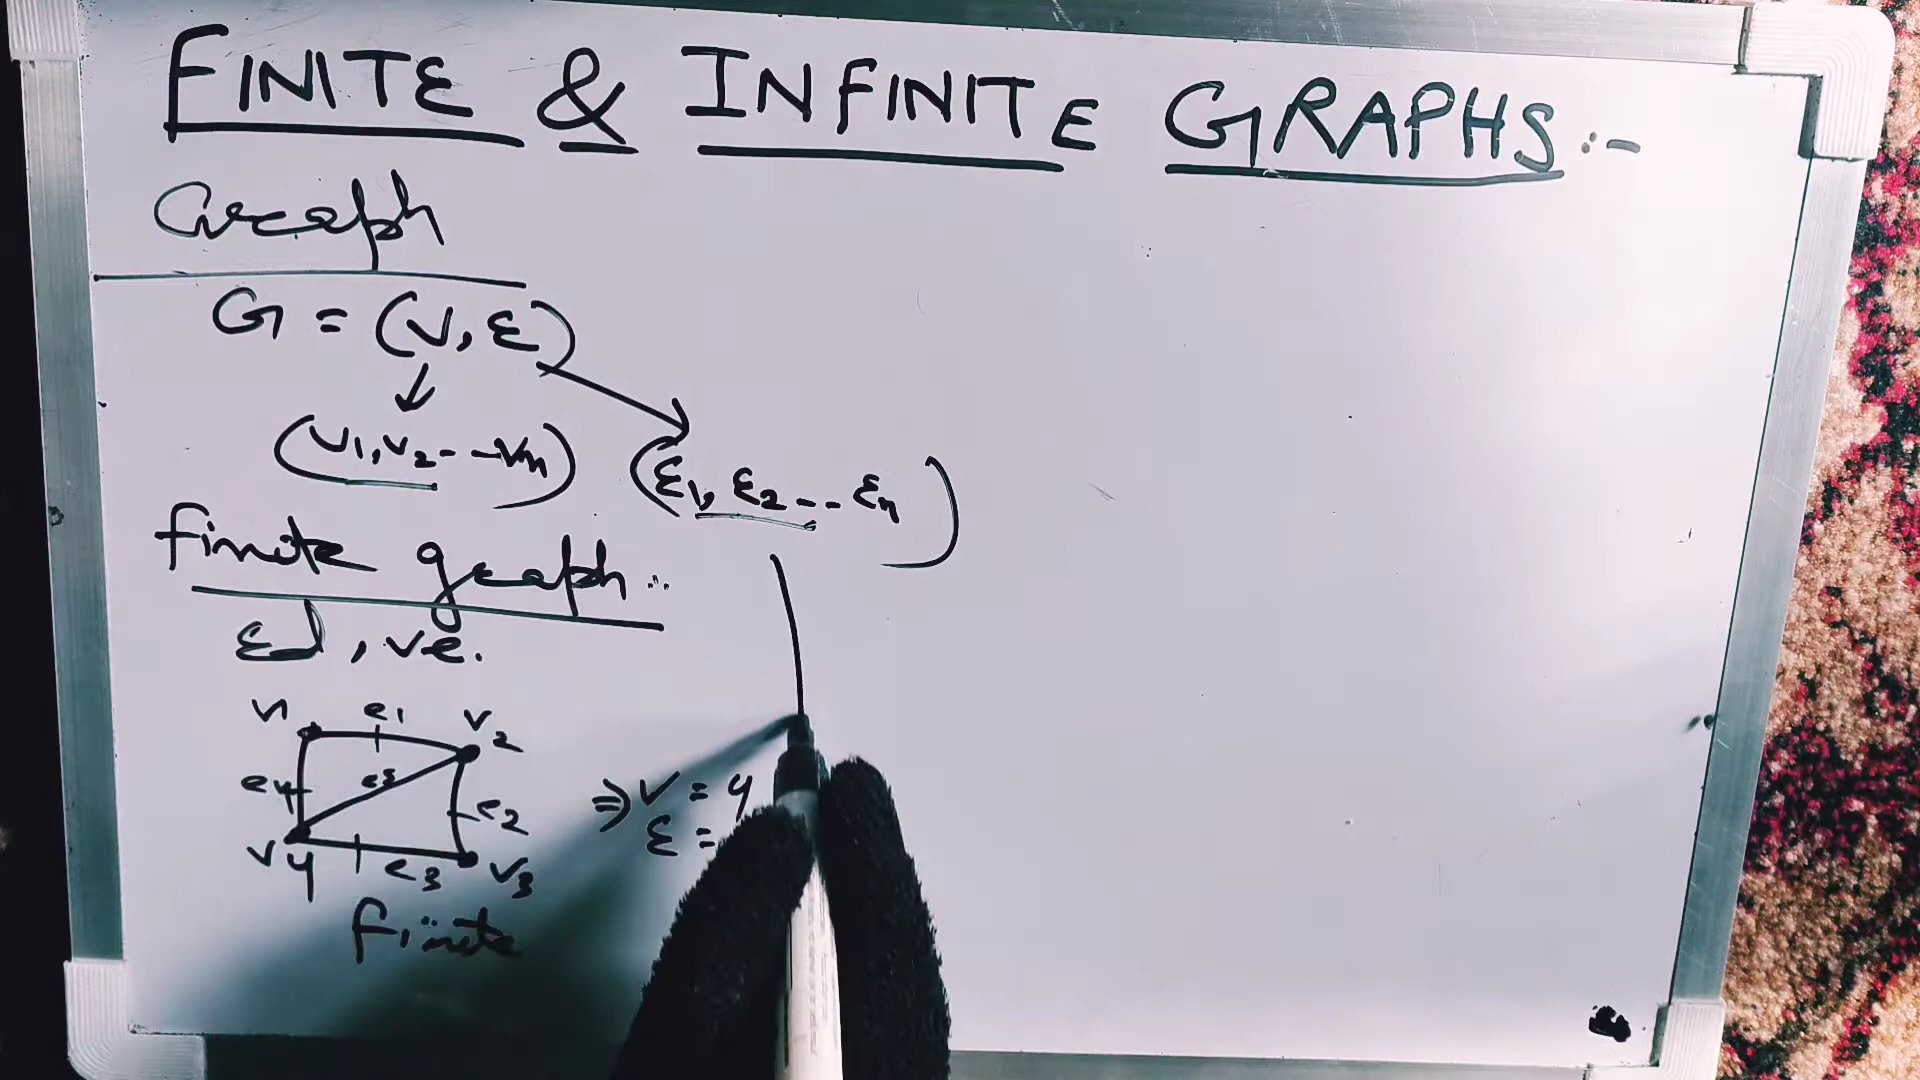 FINITE & INFINITE GRAPHS :-
Graph
G = (V, E)
(V1, V2 - - Vn) (E1, E2 -- En)
finite graph :-
Ed, ve.
V1 e1 V2
e4 e5 e2
V4 e3 V3
⇒ V = 4
E =
finite